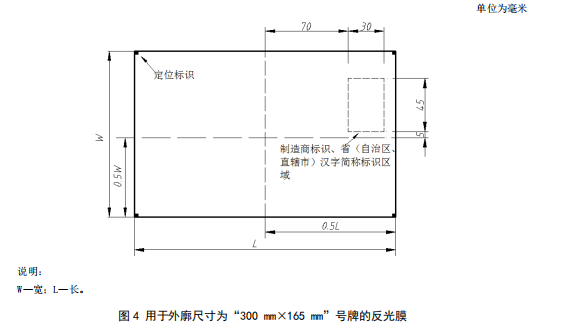 单位为毫米
70
30
定位标识
45
5
制造商标识、省（自治区、
直辖市）汉字简称标识区
域
W
0.5W
0.5L
L
说明：
W—宽；L—长。
图 4 用于外廓尺寸为“300 mm×165 mm”号牌的反光膜